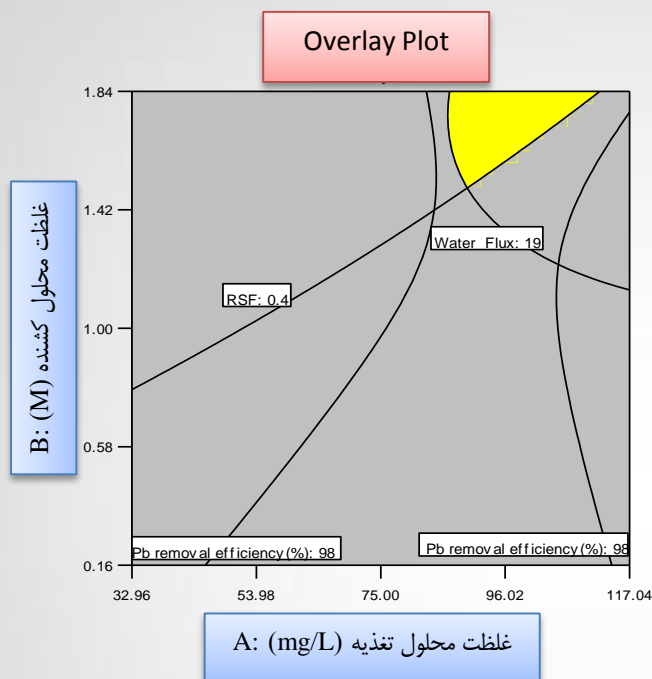 Overlay Plot
1.84
1.42
1.00
0.58
0.16
B: (M) غلظت محلول کشنده
Water Flux: 19
RSF: 0.4
Pb removal efficiency(%): 98
Pb removal efficiency(%): 98
32.96 53.98 75.00 96.02 117.04
A: (mg/L) غلظت محلول تغذیه